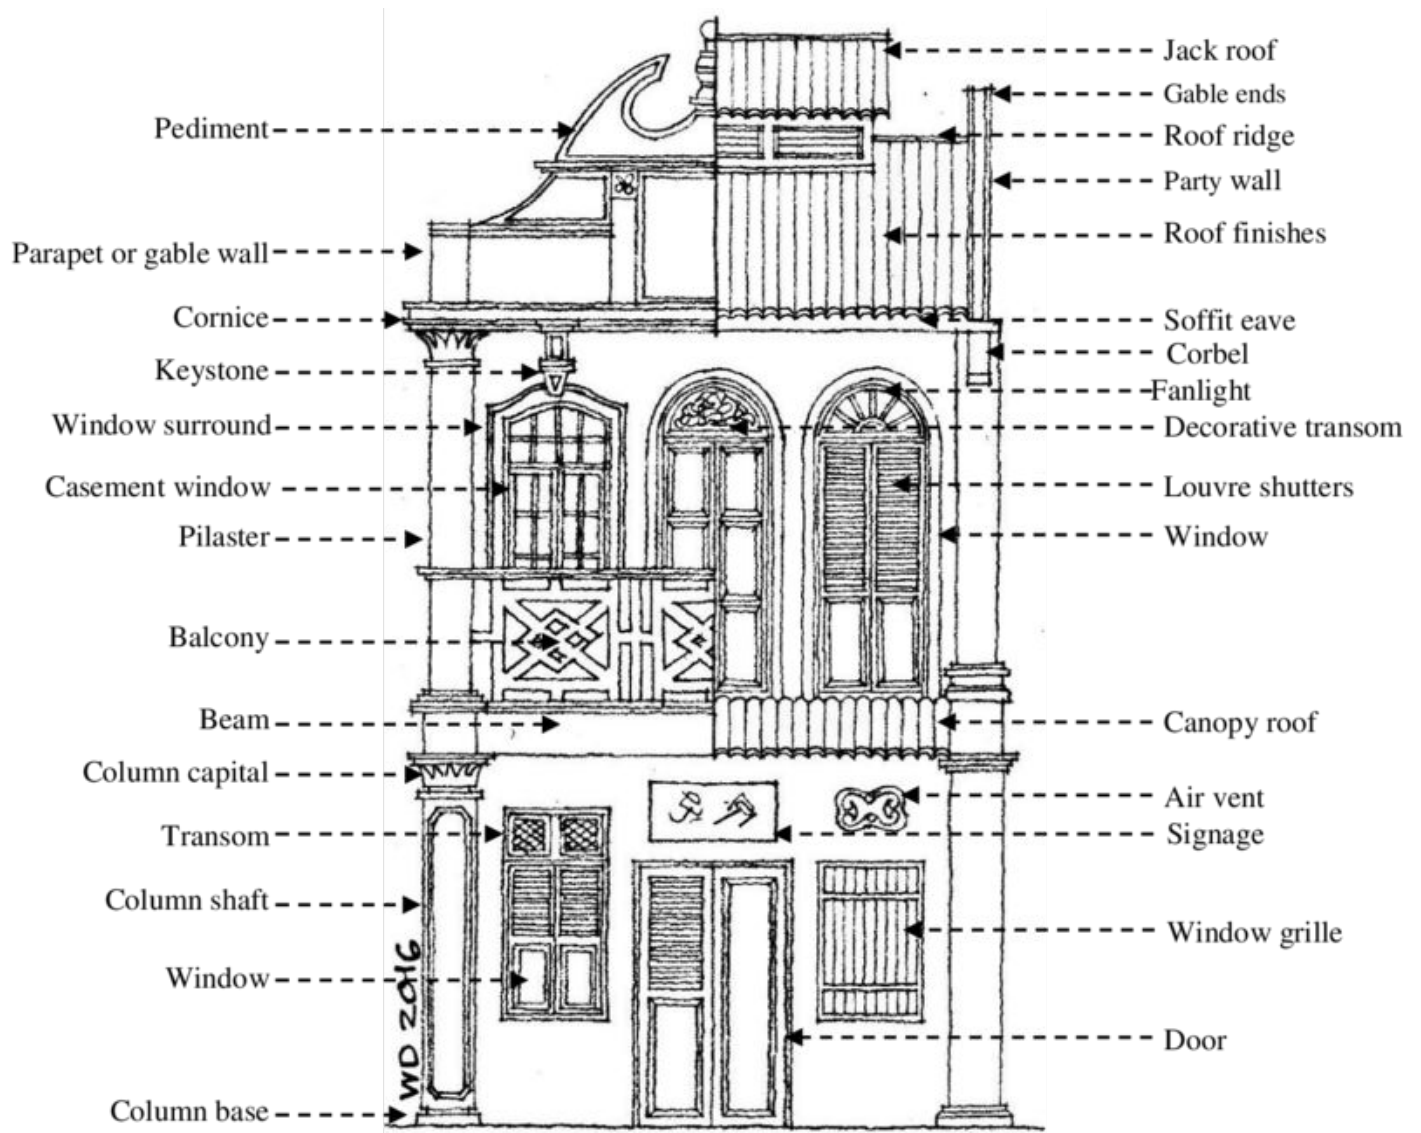 Pediment
Parapet or gable wall
Cornice
Keystone
Window surround
Casement window
Pilaster
Balcony
Beam
Column capital
Transom
Column shaft
Window
Column base
WD 2016
Jack roof
Gable ends
Roof ridge
Party wall
Roof finishes
Soffit eave
Corbel
Fanlight
Decorative transom
Louvre shutters
Window
Canopy roof
Air vent
Signage
Window grille
Door